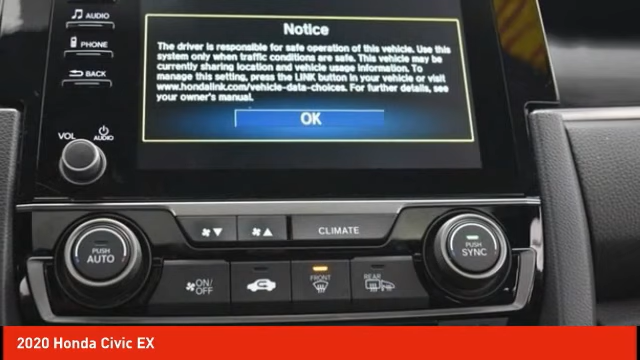 AUDIO
PHONE
BACK
VOL
AUDIO
Notice
The driver is responsible for safe operation of this vehicle. Use this
system only when traffic conditions are safe. This vehicle may be
currently sharing location and vehicle usage information. To
manage this setting, press the LINK button in your vehicle or visit
www.hondalink.com/vehicle-data-choices. For further details, see
your owner's manual.
OK
PUSH
AUTO
CLIMATE
PUSH
SYNC
ON/
OFF
FRONT
REAR
2020 Honda Civic EX